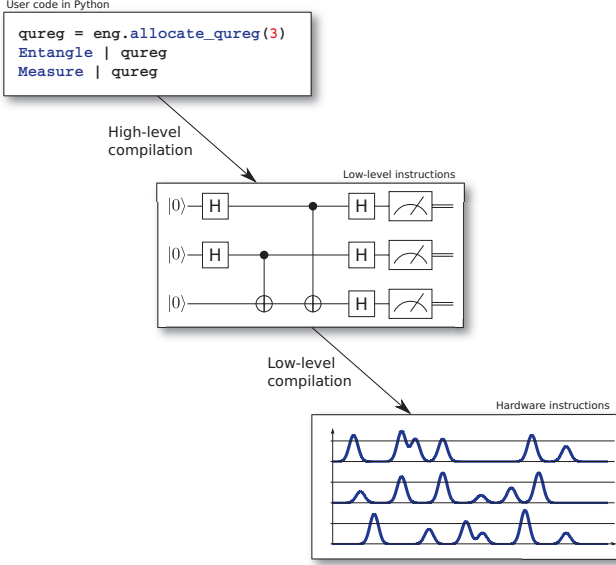 User code in Python
qureg = eng.allocate_qureg(3)
Entangle | qureg
Measure | qureg
High-level
compilation
Low-level instructions
|0⟩ H H
|0⟩ H H
|0⟩ H
Low-level
compilation
Hardware instructions